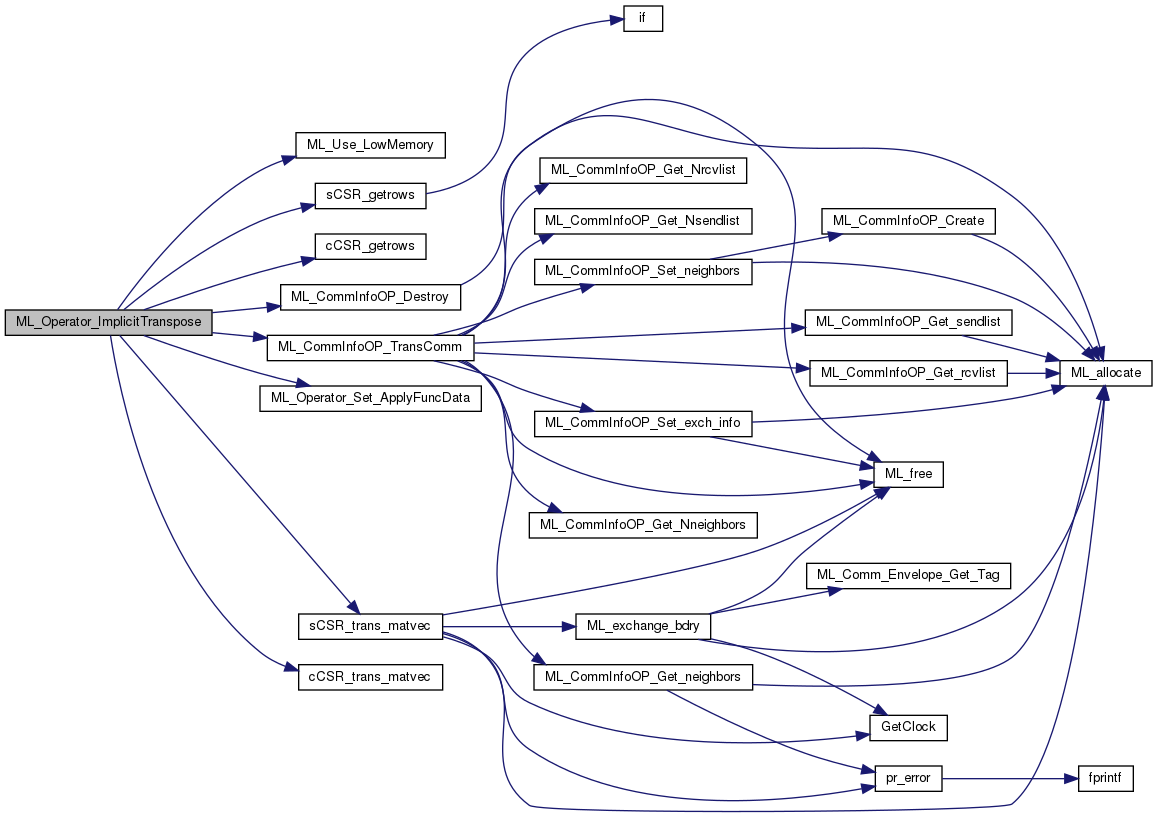 if
ML_Use_LowMemory
ML_CommInfoOP_Get_Nrcvlist
sCSR_getrows
ML_CommInfoOP_Get_Nsendlist
ML_CommInfoOP_Create
cCSR_getrows
ML_CommInfoOP_Set_neighbors
ML_CommInfoOP_Destroy
ML_Operator_ImplicitTranspose
ML_CommInfoOP_Get_sendlist
ML_CommInfoOP_TransComm
ML_CommInfoOP_Get_rcvlist
ML_allocate
ML_Operator_Set_ApplyFuncData
ML_CommInfoOP_Set_exch_info
ML_free
ML_CommInfoOP_Get_Nneighbors
ML_Comm_Envelope_Get_Tag
sCSR_trans_matvec
ML_exchange_bdry
cCSR_trans_matvec
ML_CommInfoOP_Get_neighbors
GetClock
pr_error
fprintf